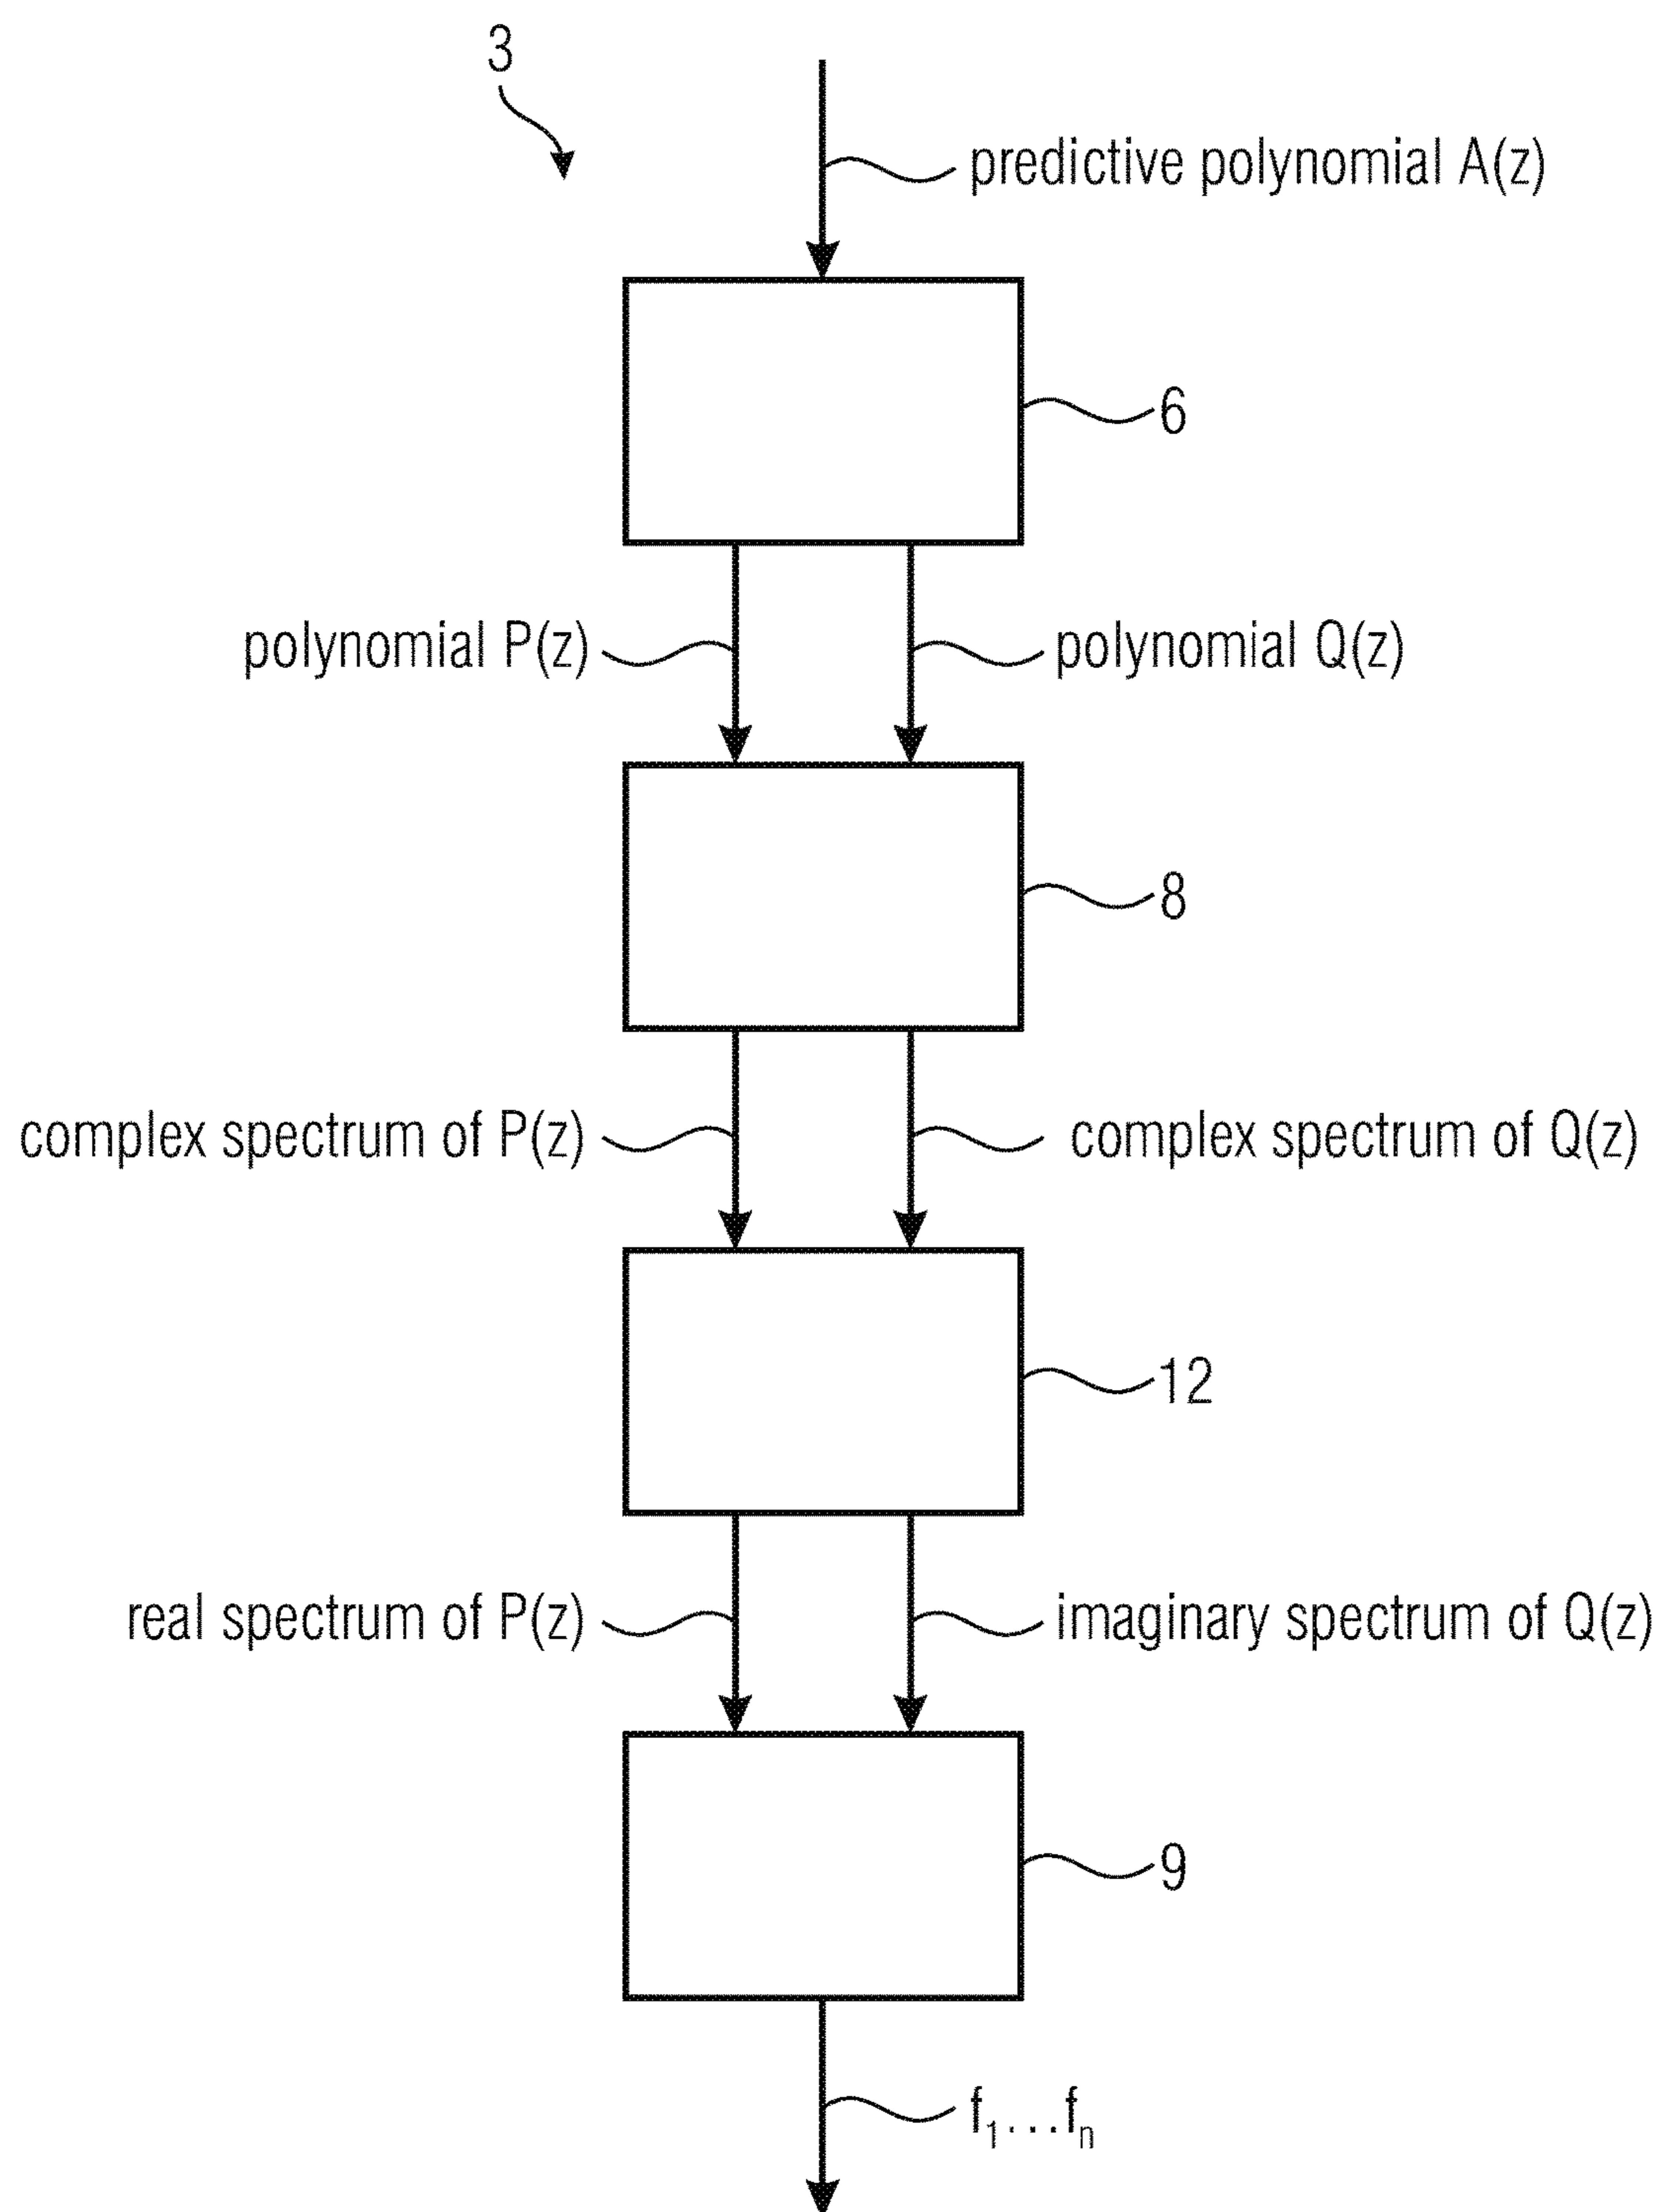 3
predictive polynomial A(z)
6
polynomial P(z)
polynomial Q(z)
8
complex spectrum of P(z)
complex spectrum of Q(z)
12
real spectrum of P(z)
imaginary spectrum of Q(z)
9
f₁...fₙ